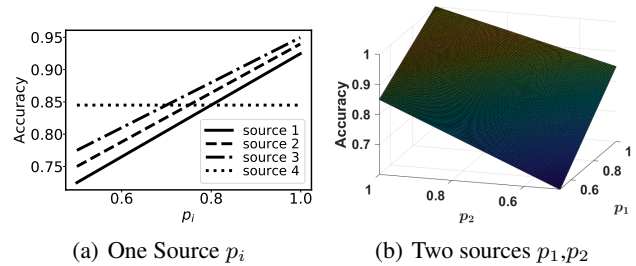 0.95
0.90
0.85
0.80
0.75
Accuracy
source 1
source 2
source 3
source 4
0.6
0.8
1.0
p_i
(a) One Source p_i
1
0.9
0.8
0.7
Accuracy
1
0.8
0.6
p_2
1
0.8
0.6
p_1
(b) Two sources p_1,p_2